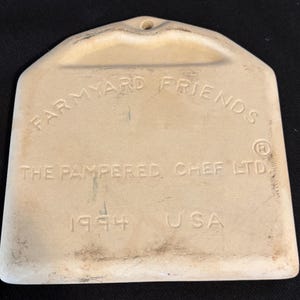 FARMYARD FRIENDS
®
THE PAMPERED CHEF LTD.
1994 USA